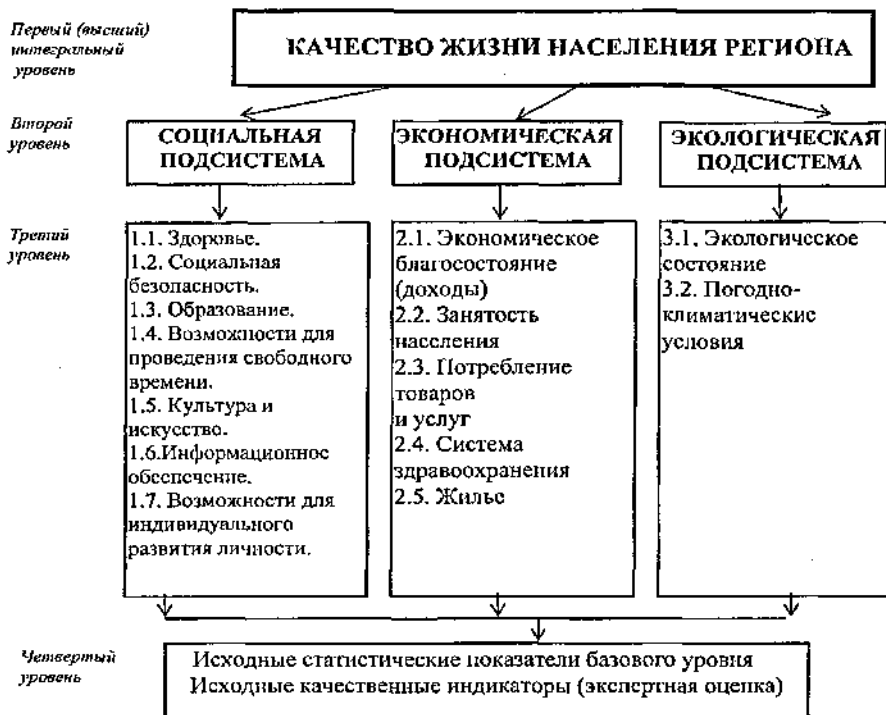 Первый (высший)
интегральный
уровень
КАЧЕСТВО ЖИЗНИ НАСЕЛЕНИЯ РЕГИОНА
Второй
уровень
СОЦИАЛЬНАЯ
ПОДСИСТЕМА
ЭКОНОМИЧЕСКАЯ
ПОДСИСТЕМА
ЭКОЛОГИЧЕСКАЯ
ПОДСИСТЕМА
Третий
уровень
1.1. Здоровье.
1.2. Социальная
безопасность.
1.3. Образование.
1.4. Возможности для
проведения свободного
времени.
1.5. Культура и
искусство.
1.6.Информационное
обеспечение.
1.7. Возможности для
индивидуального
развития личности.
2.1. Экономическое
благосостояние
(доходы)
2.2. Занятость
населения
2.3. Потребление
товаров
и услуг
2.4. Система
здравоохранения
2.5. Жилье
3.1. Экологическое
состояние
3.2. Погодно-
климатические
условия
Четвертый
уровень
Исходные статистические показатели базового уровня
Исходные качественные индикаторы (экспертная оценка)